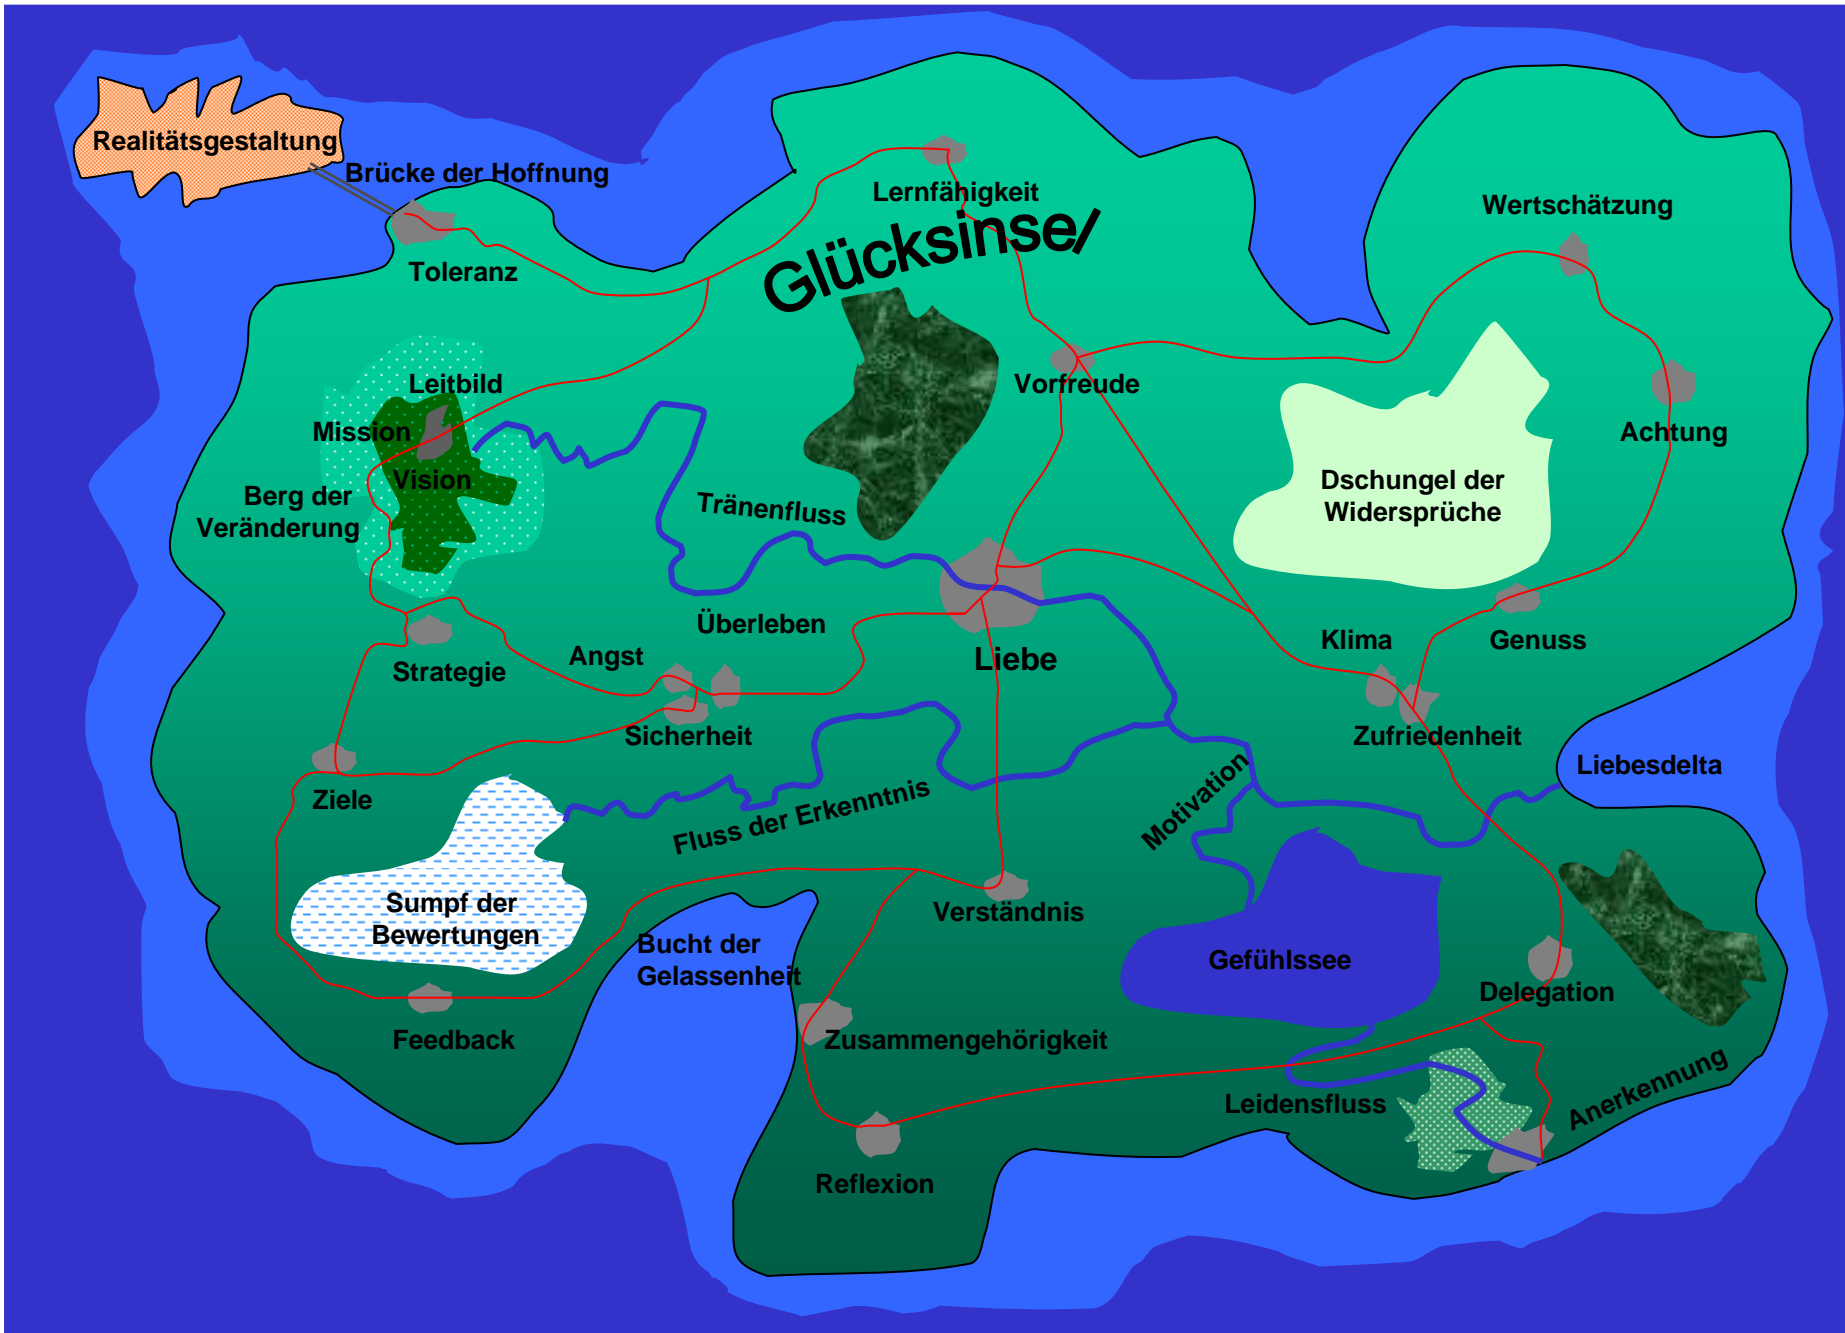 Realitätsgestaltung
Brücke der Hoffnung
Toleranz
Lernfähigkeit
Glücksinsel
Wertschätzung
Leitbild
Mission
Vision
Berg der
Veränderung
Vorfreude
Achtung
Tränenfluss
Dschungel der
Widersprüche
Überleben
Angst
Strategie
Sicherheit
Liebe
Klima
Genuss
Zufriedenheit
Liebesdelta
Ziele
Fluss der Erkenntnis
Motivation
Sumpf der
Bewertungen
Bucht der
Gelassenheit
Verständnis
Gefühlssee
Delegation
Feedback
Zusammengehörigkeit
Leidensfluss
Anerkennung
Reflexion